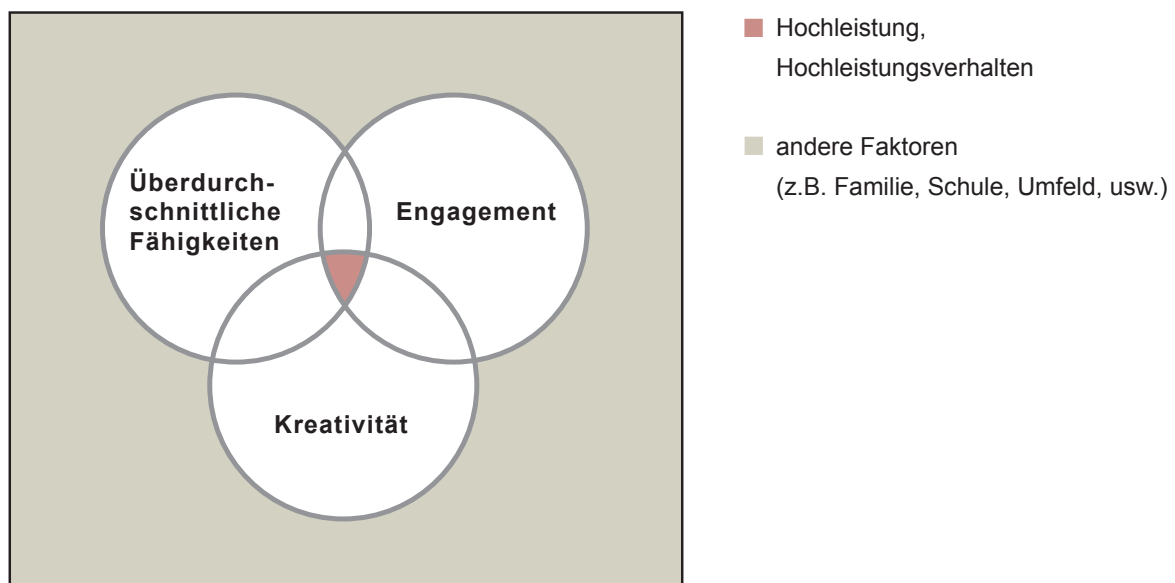 Überdurch-
schnittliche
Fähigkeiten
Engagement
Kreativität
Hochleistung,
Hochleistungsverhalten
andere Faktoren
(z.B. Familie, Schule, Umfeld, usw.)